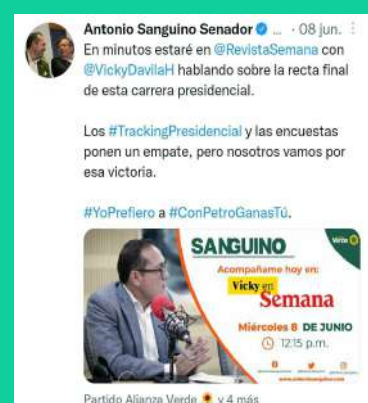 Antonio Sanguino Senador ... · 08 jun.
En minutos estaré en @RevistaSemana con
@VickyDavilaH hablando sobre la recta final
de esta carrera presidencial.
Los #TrackingPresidencial y las encuestas
ponen un empate, pero nosotros vamos por
esa victoria.
#YoPrefiero a #ConPetroGanasTú.
SANGUINO
Acompañame hoy en:
Vicky en
Semana
Miércoles 8 DE JUNIO
12:15 p.m.
Partido Alianza Verde y 4 más